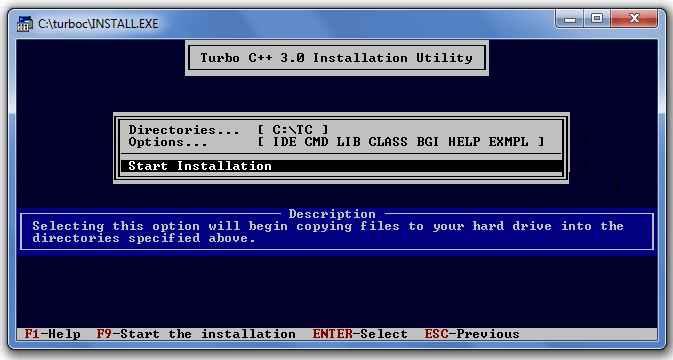 C:\turboc\INSTALL.EXE
Turbo C++ 3.0 Installation Utility
Directories... [ C:\TC ]
Options... [ IDE CMD LIB CLASS BGI HELP EXMPL ]
Start Installation
Description
Selecting this option will begin copying files to your hard drive into the
directories specified above.
F1-Help F9-Start the installation ENTER-Select ESC-Previous